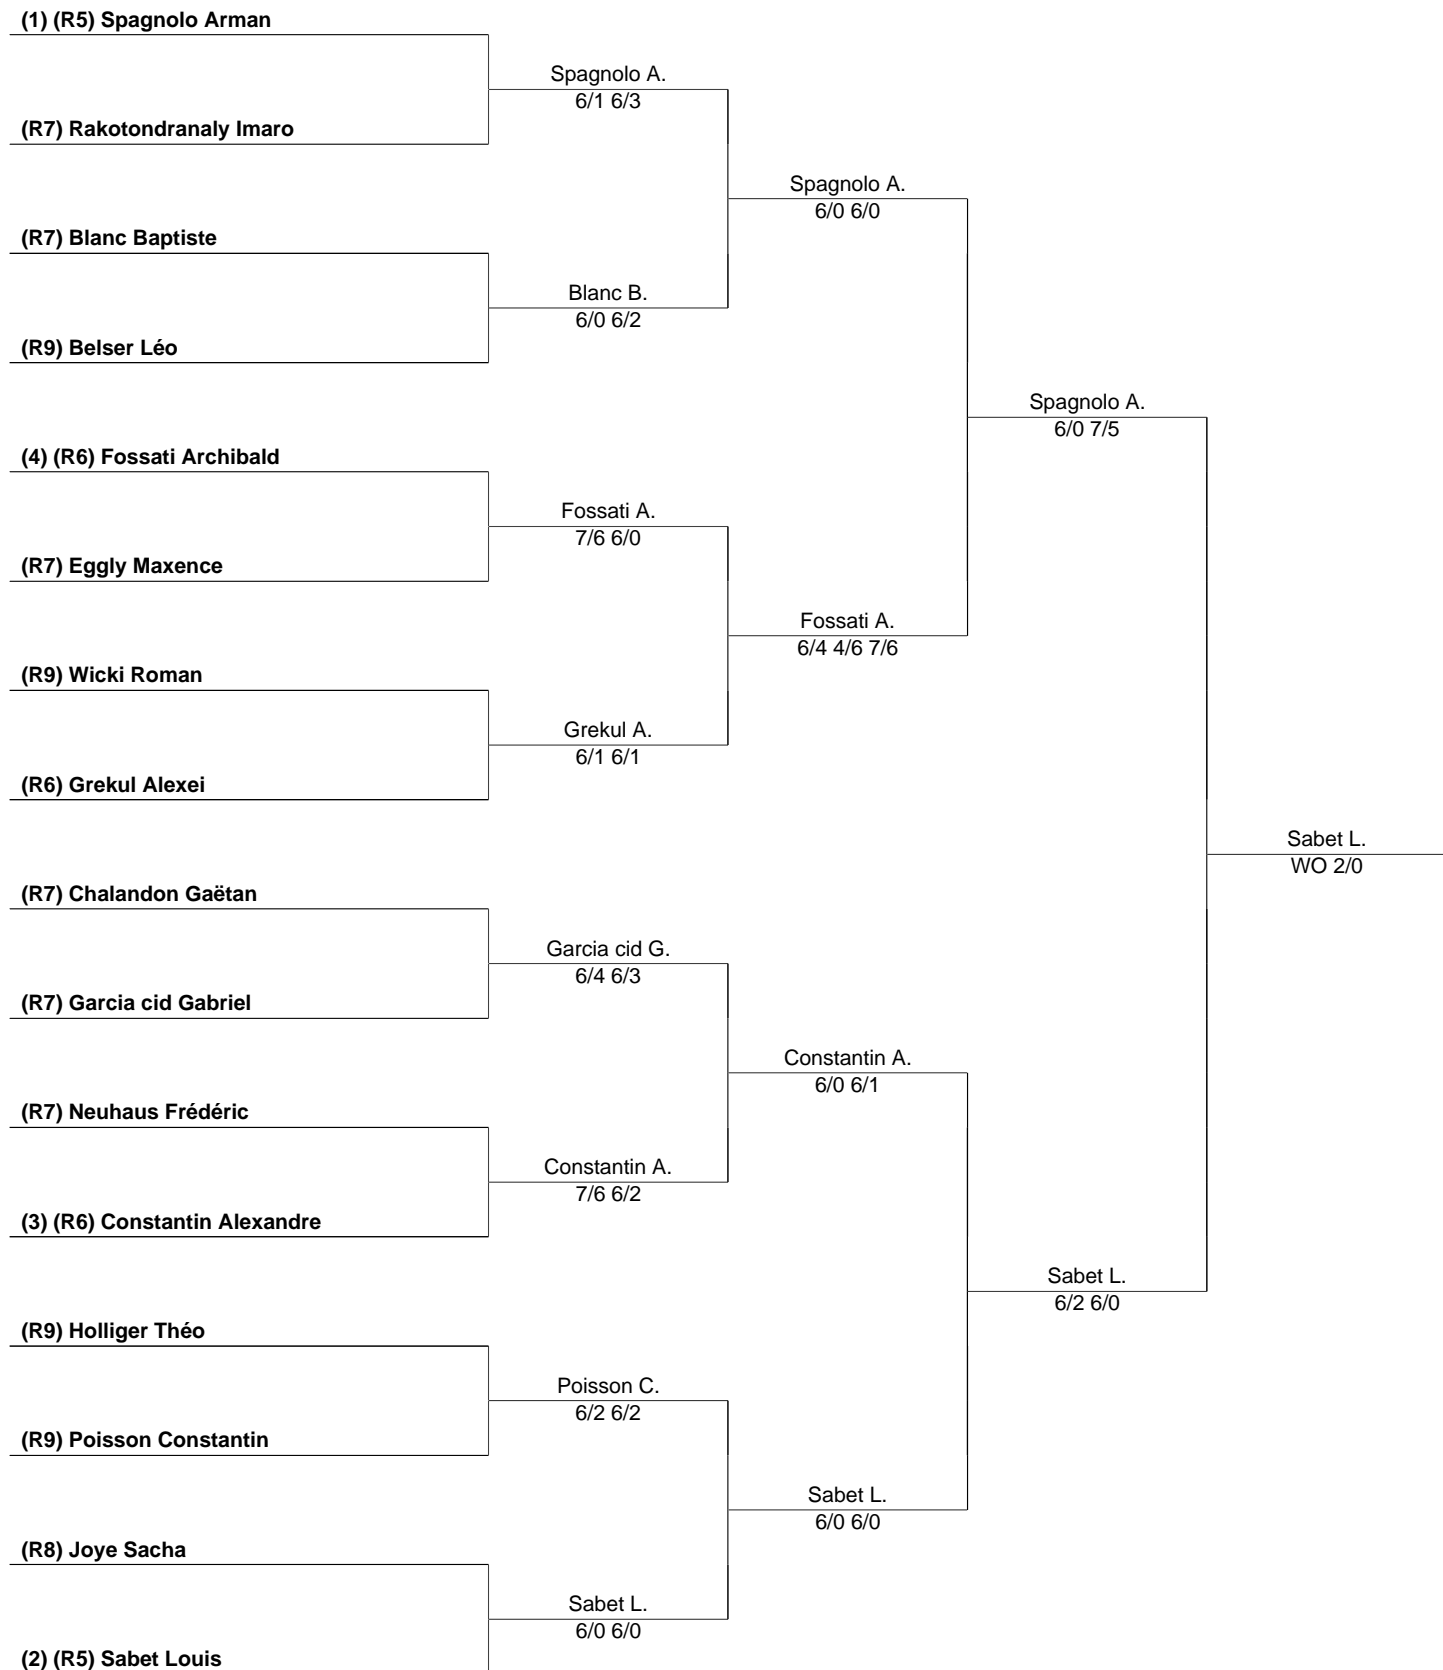 (1) (R5) Spagnolo Arman
Spagnolo A.
6/1 6/3
(R7) Rakotondranaly Imaro
Spagnolo A.
6/0 6/0
(R7) Blanc Baptiste
Blanc B.
6/0 6/2
(R9) Belser Léo
Spagnolo A.
6/0 7/5
(4) (R6) Fossati Archibald
Fossati A.
7/6 6/0
(R7) Eggly Maxence
Fossati A.
6/4 4/6 7/6
(R9) Wicki Roman
Grekul A.
6/1 6/1
(R6) Grekul Alexei
Sabet L.
WO 2/0
(R7) Chalandon Gaëtan
Garcia cid G.
6/4 6/3
(R7) Garcia cid Gabriel
Constantin A.
6/0 6/1
(R7) Neuhaus Frédéric
Constantin A.
7/6 6/2
(3) (R6) Constantin Alexandre
Sabet L.
6/2 6/0
(R9) Holliger Théo
Poisson C.
6/2 6/2
(R9) Poisson Constantin
Sabet L.
6/0 6/0
(R8) Joye Sacha
Sabet L.
6/0 6/0
(2) (R5) Sabet Louis